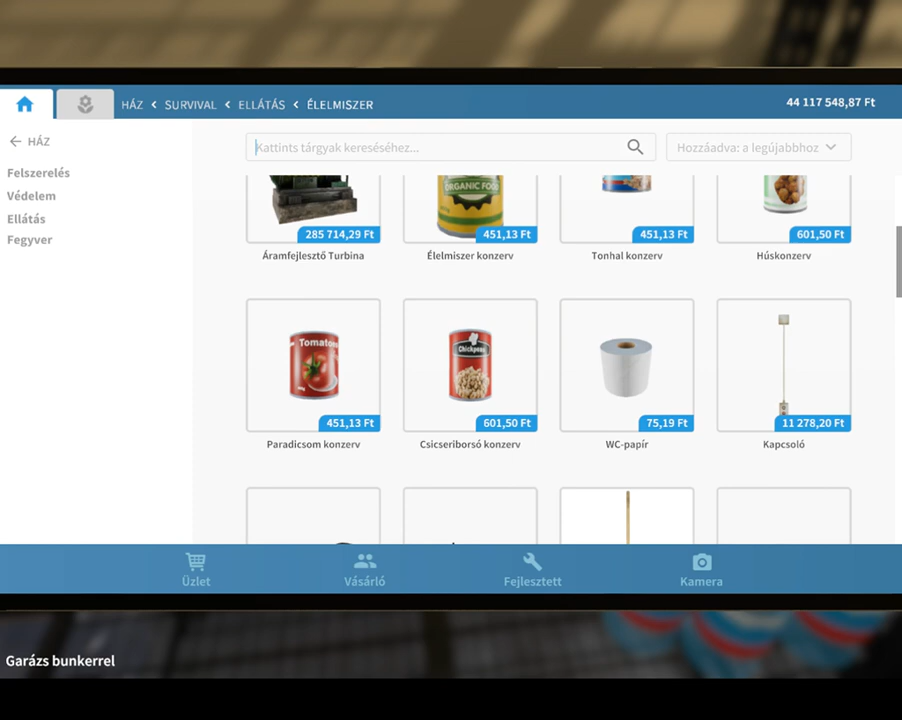 HÁZ < SURVIVAL < ELLÁTÁS < ÉLELMISZER
44 117 548,87 Ft
← HÁZ
Kattints tárgyak kereséséhez...
Hozzáadva: a legújabbhoz
Felszerelés
Védelem
Ellátás
Fegyver
ORGANIC FOOD
285 714,29 Ft
451,13 Ft
451,13 Ft
601,50 Ft
Áramfejlesztő Turbina
Élelmiszer konzerv
Tonhal konzerv
Húskonzerv
Tomatoes
Chickpeas
451,13 Ft
601,50 Ft
75,19 Ft
11 278,20 Ft
Paradicsom konzerv
Csicseriborsó konzerv
WC-papír
Kapcsoló
Üzlet
Vásárló
Fejlesztett
Kamera
Garázs bunkerrel